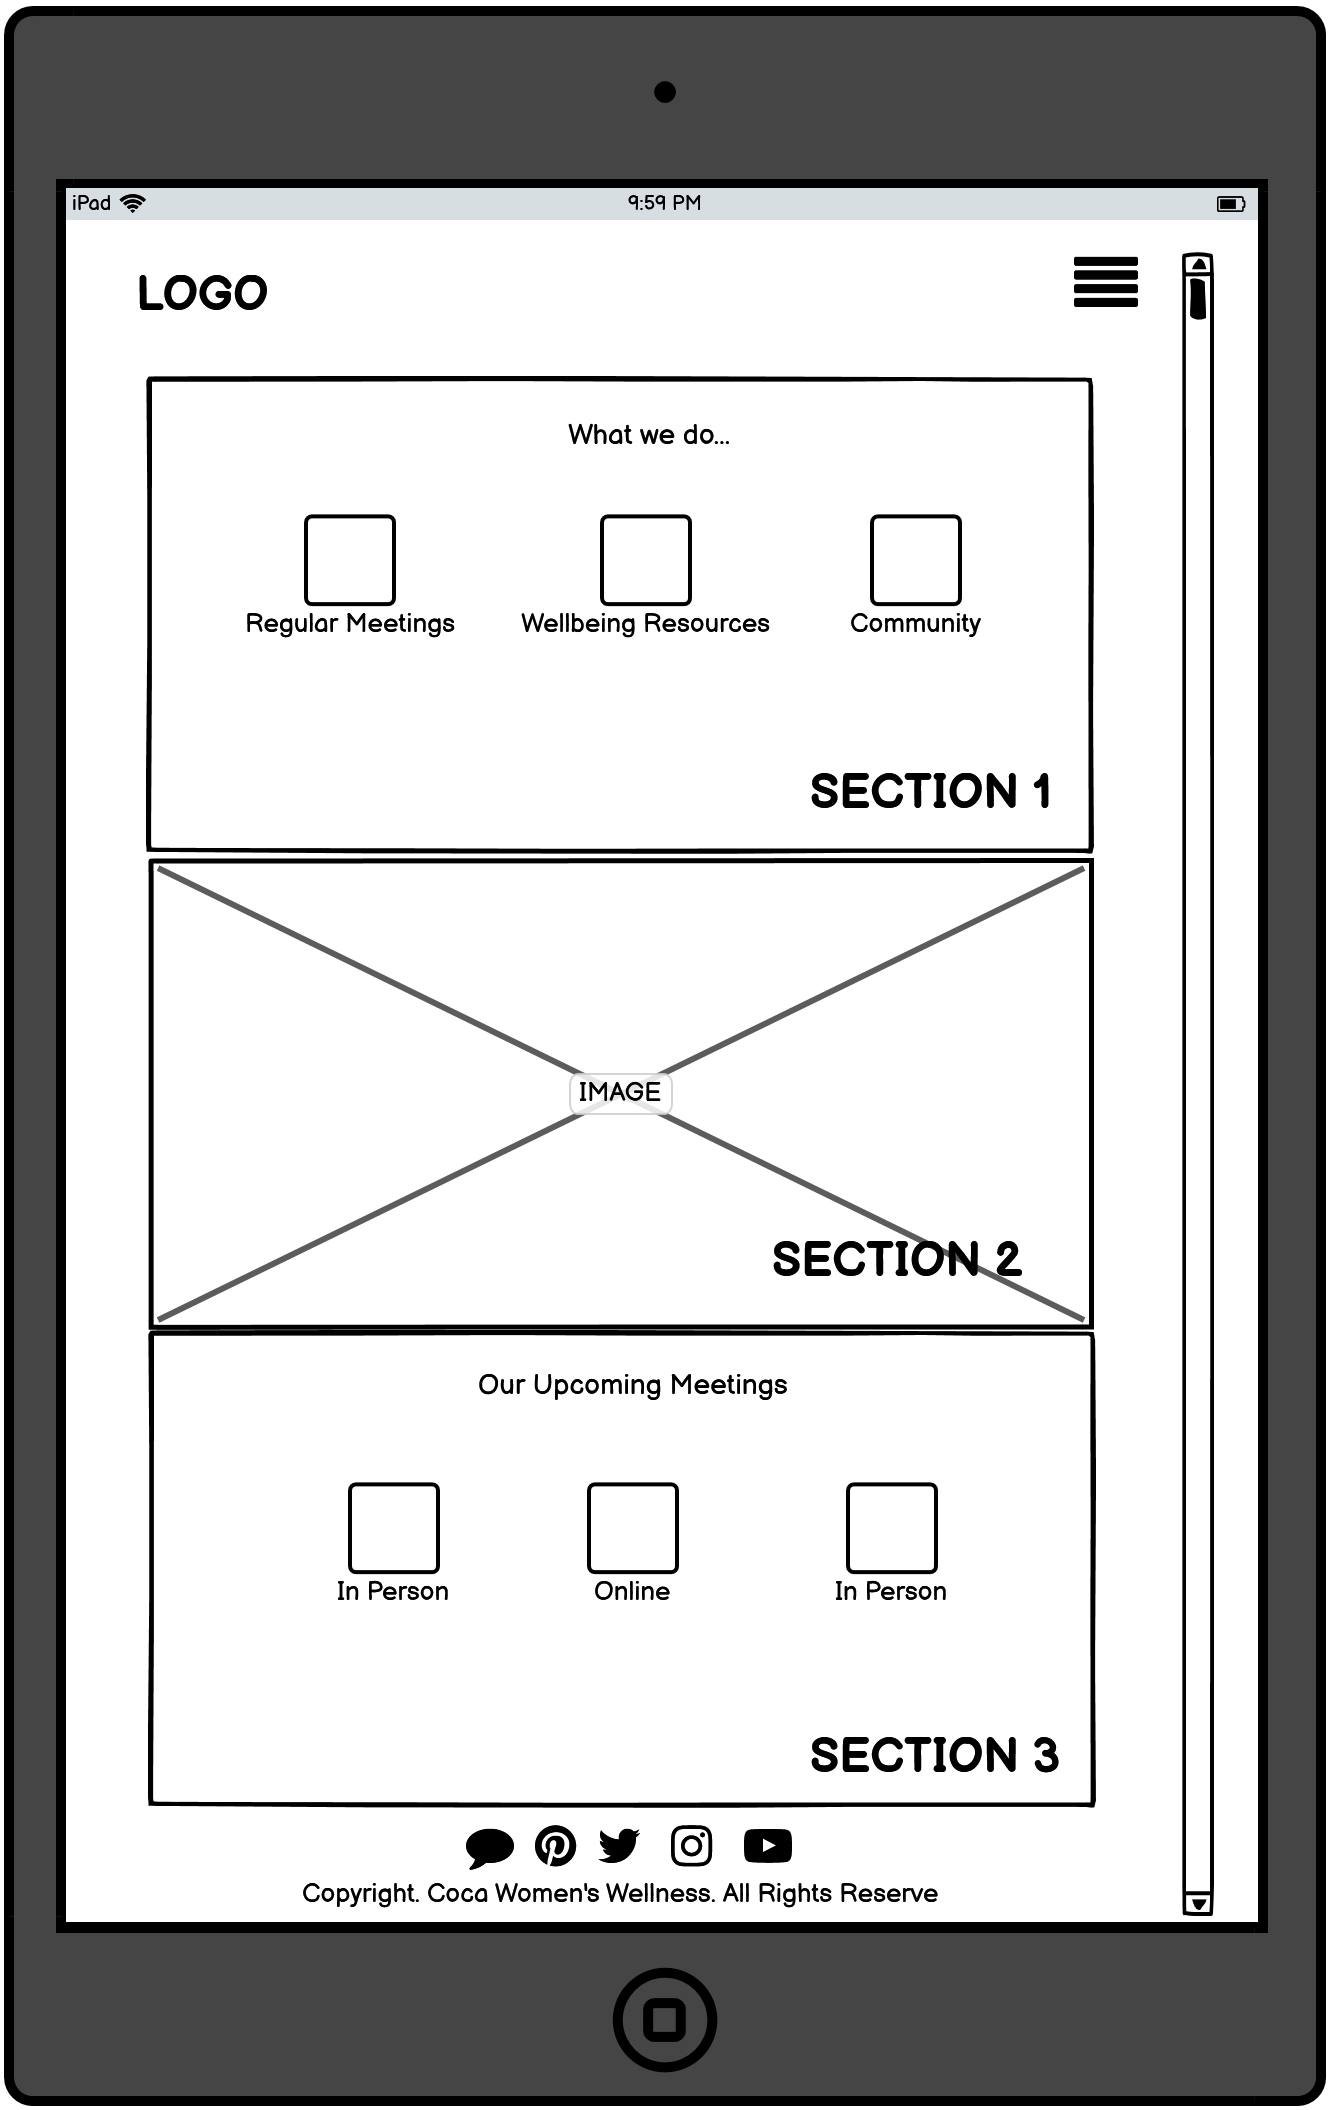 iPad
9:59 PM
LOGO
What we do...
Regular Meetings
Wellbeing Resources
Community
SECTION 1
IMAGE
SECTION 2
Our Upcoming Meetings
In Person
Online
In Person
SECTION 3
Copyright. Coca Women's Wellness. All Rights Reserve